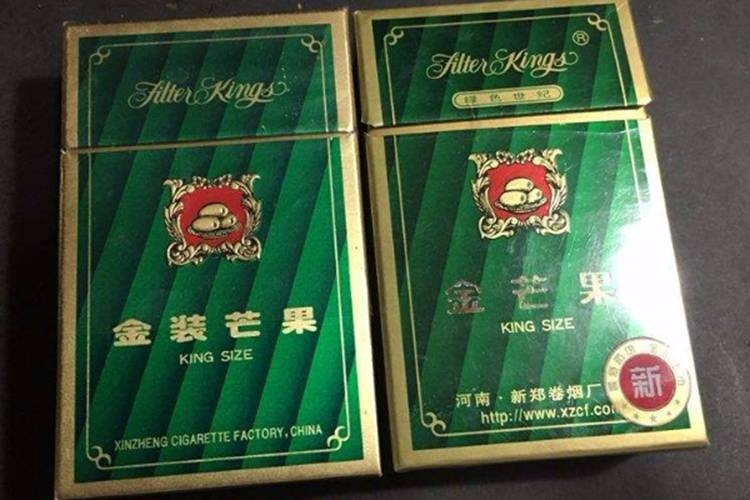 Filter Kings
金装芒果
KING SIZE
XINZHENG CIGARETTE FACTORY, CHINA
Filter Kings ®
绿色世纪
金芒果
KING SIZE
河南·新郑卷烟厂
http://www.xzcf.com
新